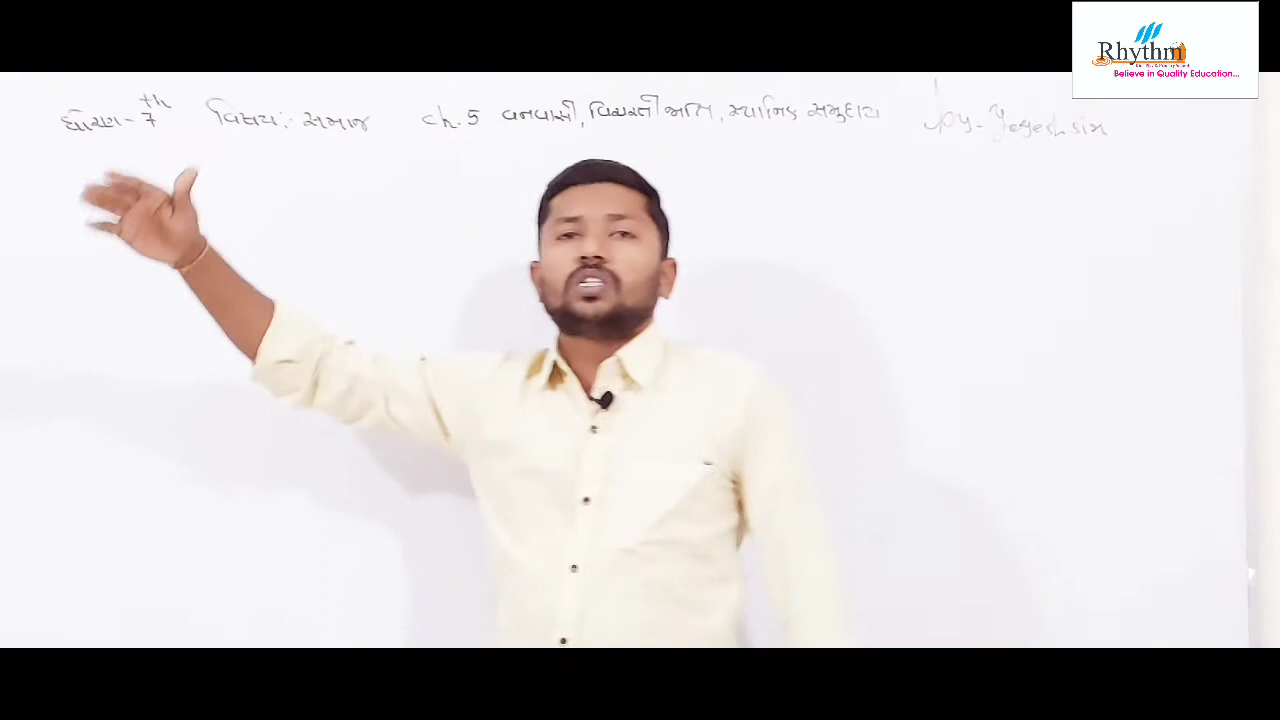 Rhythm
Believe in Quality Education...
ધોરણ-7th વિષય:- સમાજ ch.5 વનવાસી, વિચરતી જાતિ, સ્થાનિક સમુદાય by- Yogesh sir